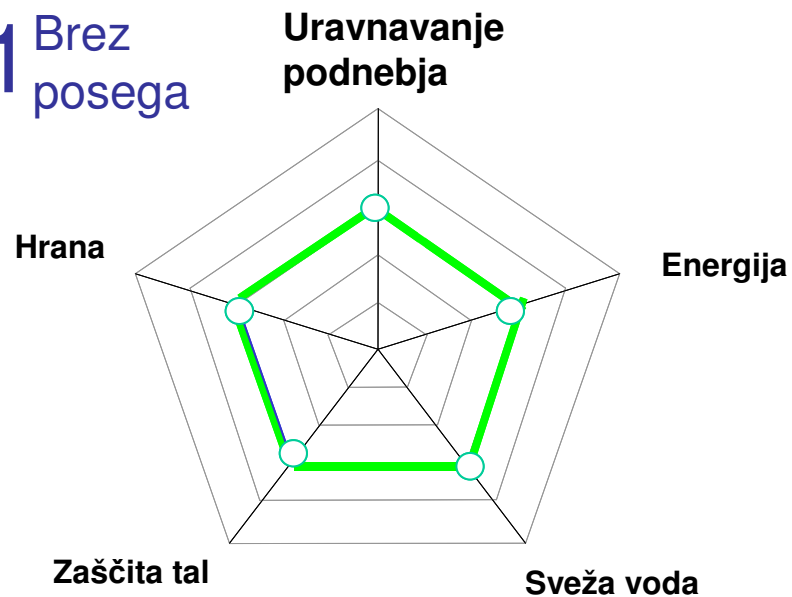 1 Brez
posega
Uravnavanje
podnebja
Hrana
Energija
Zaščita tal
Sveža voda